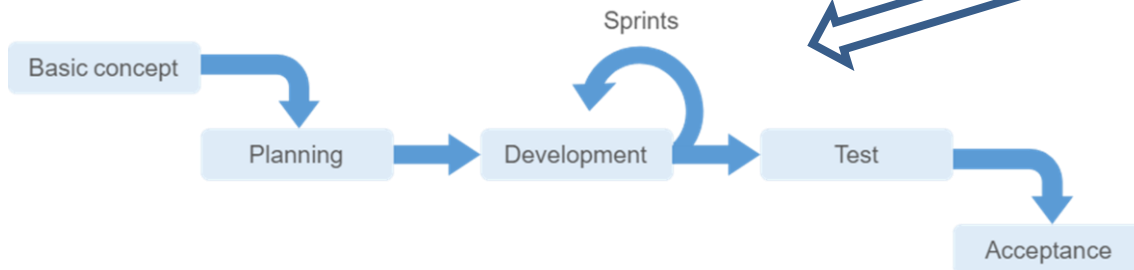 Sprints
Basic concept
Planning
Development
Test
Acceptance